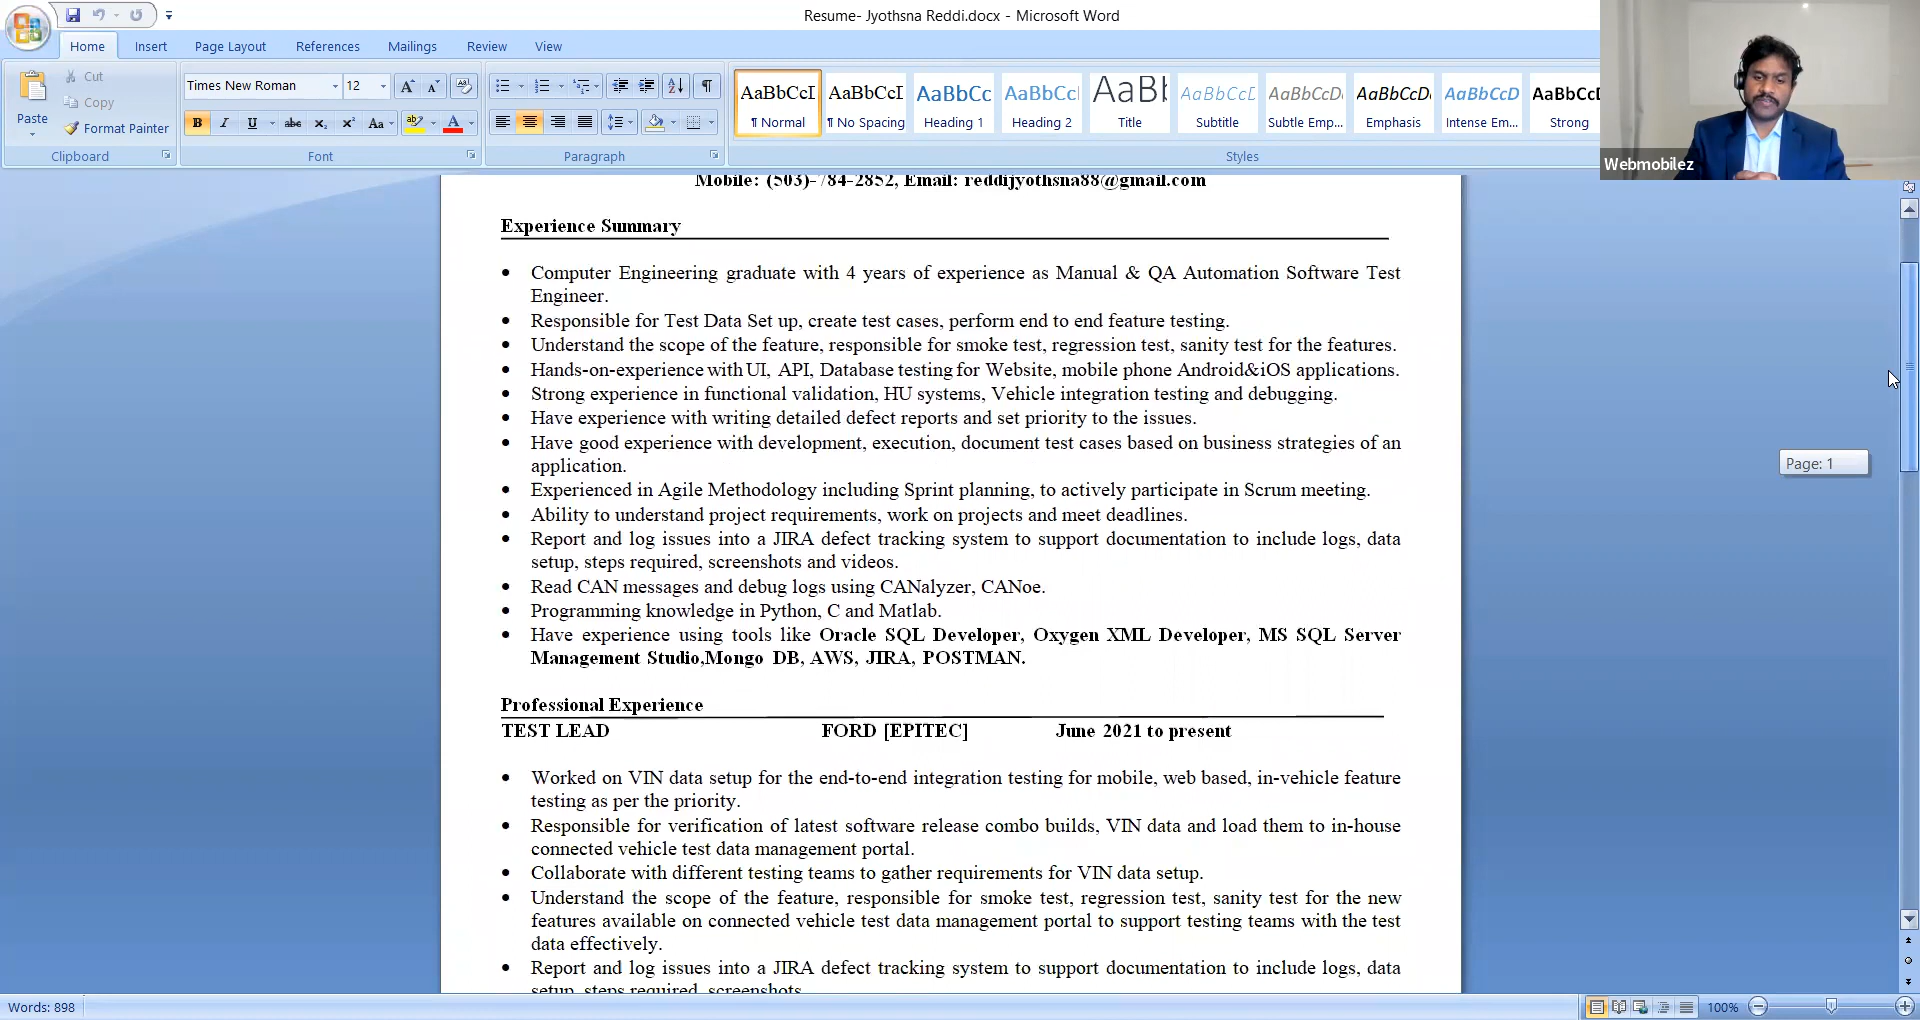 Resume- Jyothsna Reddi.docx - Microsoft Word
Home Insert Page Layout References Mailings Review View
Paste
Cut
Copy
Format Painter
Clipboard
Times New Roman 12
Font
Paragraph
AaBbCcI AaBbCcI AaBbCc AaBbCcI AaBb AaBbCcD AaBbCcD AaBbCcD AaBbCcD AaBbCcD
¶ Normal ¶ No Spacing Heading 1 Heading 2 Title Subtitle Subtle Emp... Emphasis Intense Em... Strong
Styles
Webmobilez
Mobile: (503)-784-2852, Email: reddijyothsna88@gmail.com
Experience Summary
• Computer Engineering graduate with 4 years of experience as Manual & QA Automation Software Test
Engineer.
• Responsible for Test Data Set up, create test cases, perform end to end feature testing.
• Understand the scope of the feature, responsible for smoke test, regression test, sanity test for the features.
• Hands-on-experience with UI, API, Database testing for Website, mobile phone Android&iOS applications.
• Strong experience in functional validation, HU systems, Vehicle integration testing and debugging.
• Have experience with writing detailed defect reports and set priority to the issues.
• Have good experience with development, execution, document test cases based on business strategies of an
application.
• Experienced in Agile Methodology including Sprint planning, to actively participate in Scrum meeting.
• Ability to understand project requirements, work on projects and meet deadlines.
• Report and log issues into a JIRA defect tracking system to support documentation to include logs, data
setup, steps required, screenshots and videos.
• Read CAN messages and debug logs using CANalyzer, CANoe.
• Programming knowledge in Python, C and Matlab.
• Have experience using tools like Oracle SQL Developer, Oxygen XML Developer, MS SQL Server
Management Studio,Mongo DB, AWS, JIRA, POSTMAN.
Professional Experience
TEST LEAD FORD [EPITEC] June 2021 to present
• Worked on VIN data setup for the end-to-end integration testing for mobile, web based, in-vehicle feature
testing as per the priority.
• Responsible for verification of latest software release combo builds, VIN data and load them to in-house
connected vehicle test data management portal.
• Collaborate with different testing teams to gather requirements for VIN data setup.
• Understand the scope of the feature, responsible for smoke test, regression test, sanity test for the new
features available on connected vehicle test data management portal to support testing teams with the test
data effectively.
• Report and log issues into a JIRA defect tracking system to support documentation to include logs, data
setup, steps required, screenshots
Page: 1
Words: 898
100%